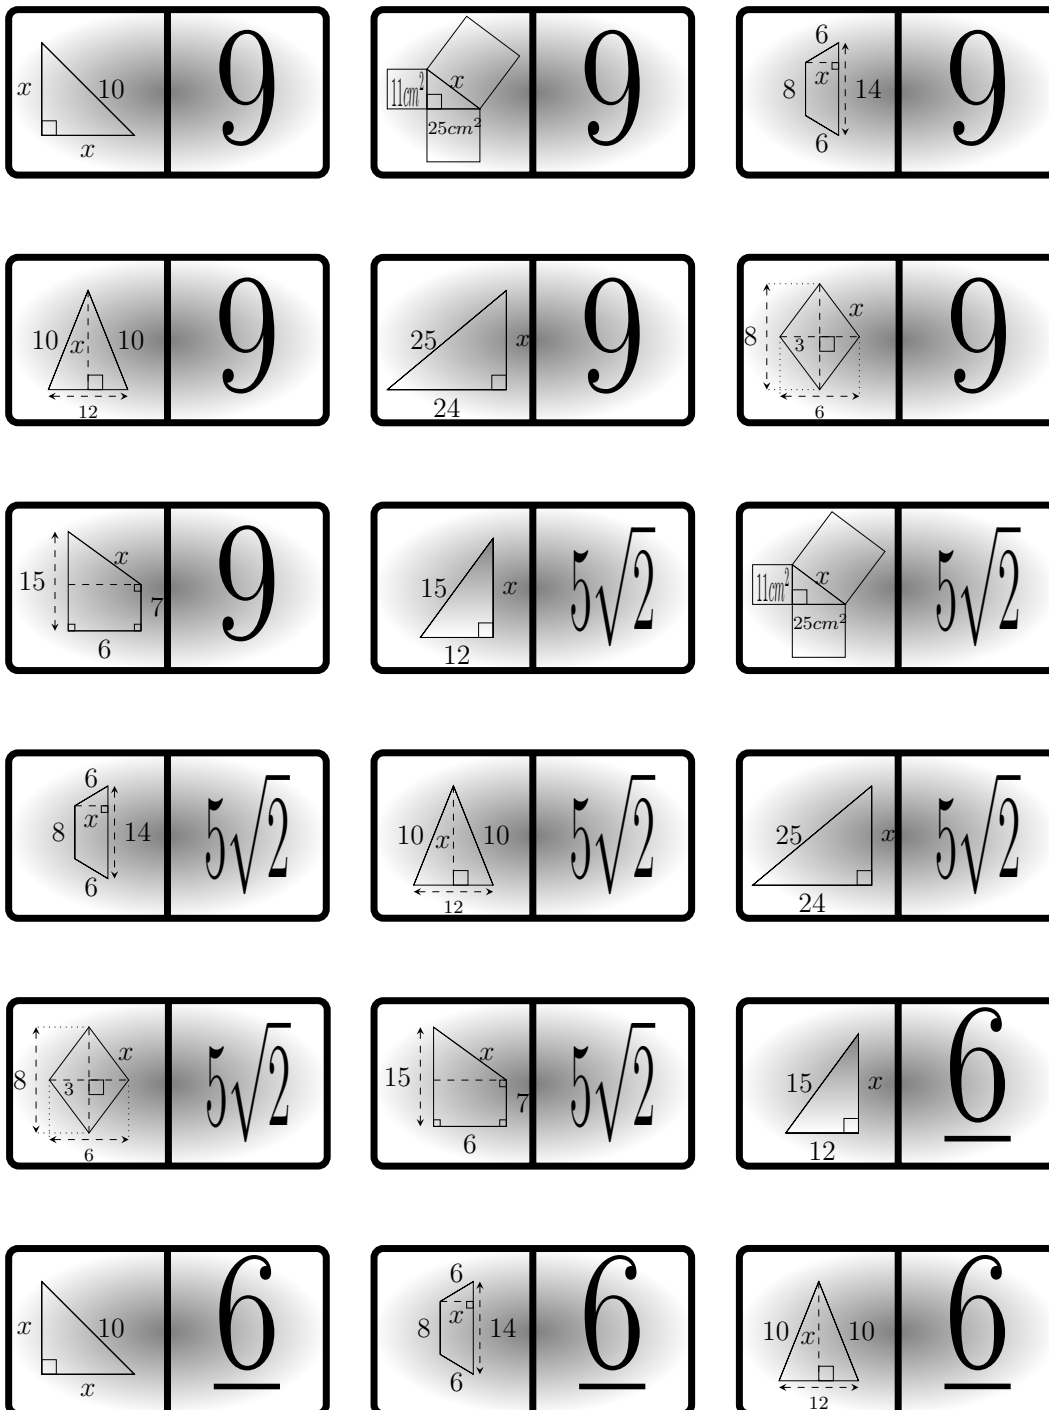 x 10 x 9
11cm² x 25cm² 9
6 8 x 14 6 9
10 x 10 12 9
25 x 24 9
8 x 3 6 9
15 x 7 6 9
15 x 12 5√2
11cm² x 25cm² 5√2
6 8 x 14 6 5√2
10 x 10 12 5√2
25 x 24 5√2
8 x 3 6 5√2
15 x 7 6 5√2
15 x 12 6
x 10 x 6
6 8 x 14 6 6
10 x 10 12 6